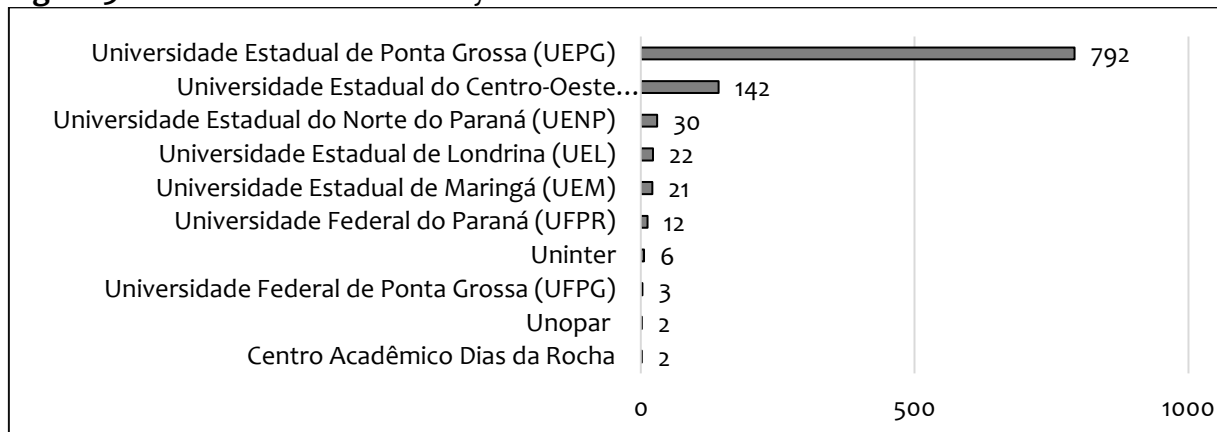 Universidade Estadual de Ponta Grossa (UEPG) 792
Universidade Estadual do Centro-Oeste... 142
Universidade Estadual do Norte do Paraná (UENP) 30
Universidade Estadual de Londrina (UEL) 22
Universidade Estadual de Maringá (UEM) 21
Universidade Federal do Paraná (UFPR) 12
Uninter 6
Universidade Federal de Ponta Grossa (UFPG) 3
Unopar 2
Centro Acadêmico Dias da Rocha 2
0 500 1000